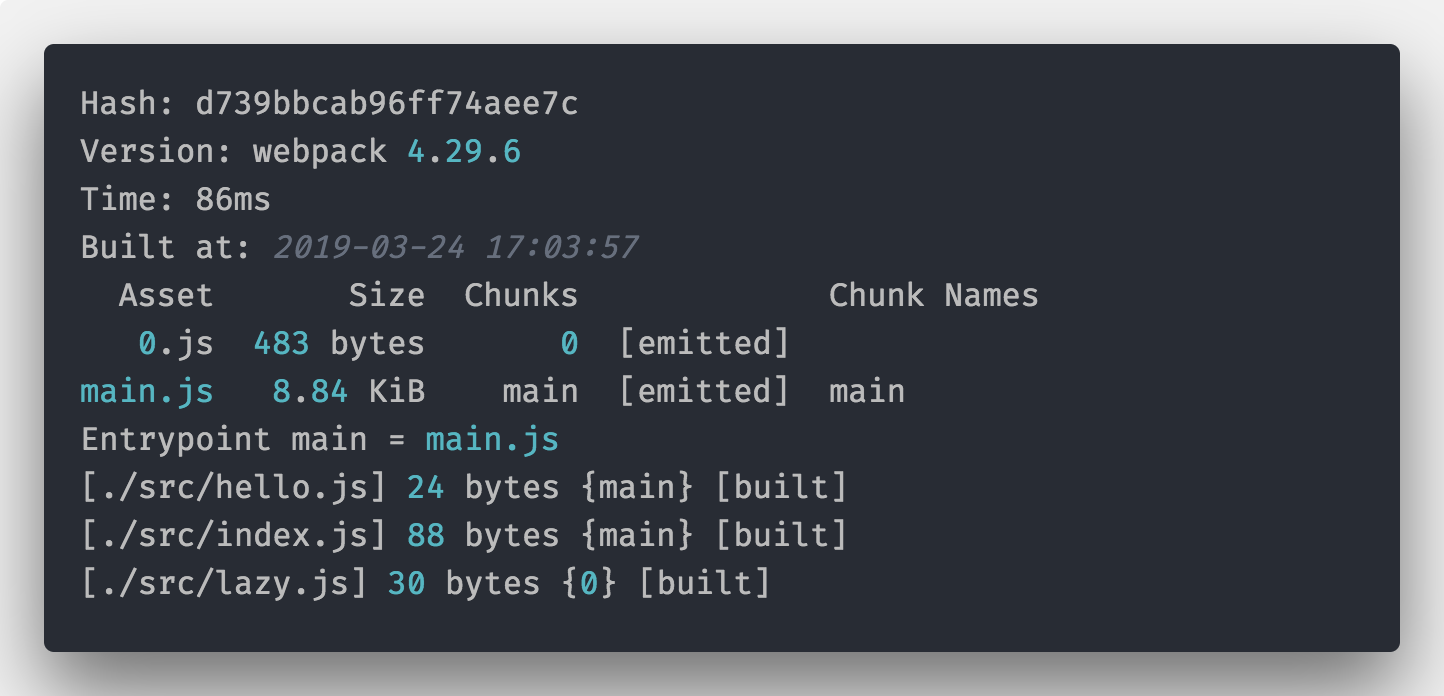 Hash: d739bbcab96ff74aee7c
Version: webpack 4.29.6
Time: 86ms
Built at: 2019-03-24 17:03:57
  Asset       Size  Chunks             Chunk Names
   0.js  483 bytes       0  [emitted]
main.js   8.84 KiB    main  [emitted]  main
Entrypoint main = main.js
[./src/hello.js] 24 bytes {main} [built]
[./src/index.js] 88 bytes {main} [built]
[./src/lazy.js] 30 bytes {0} [built]